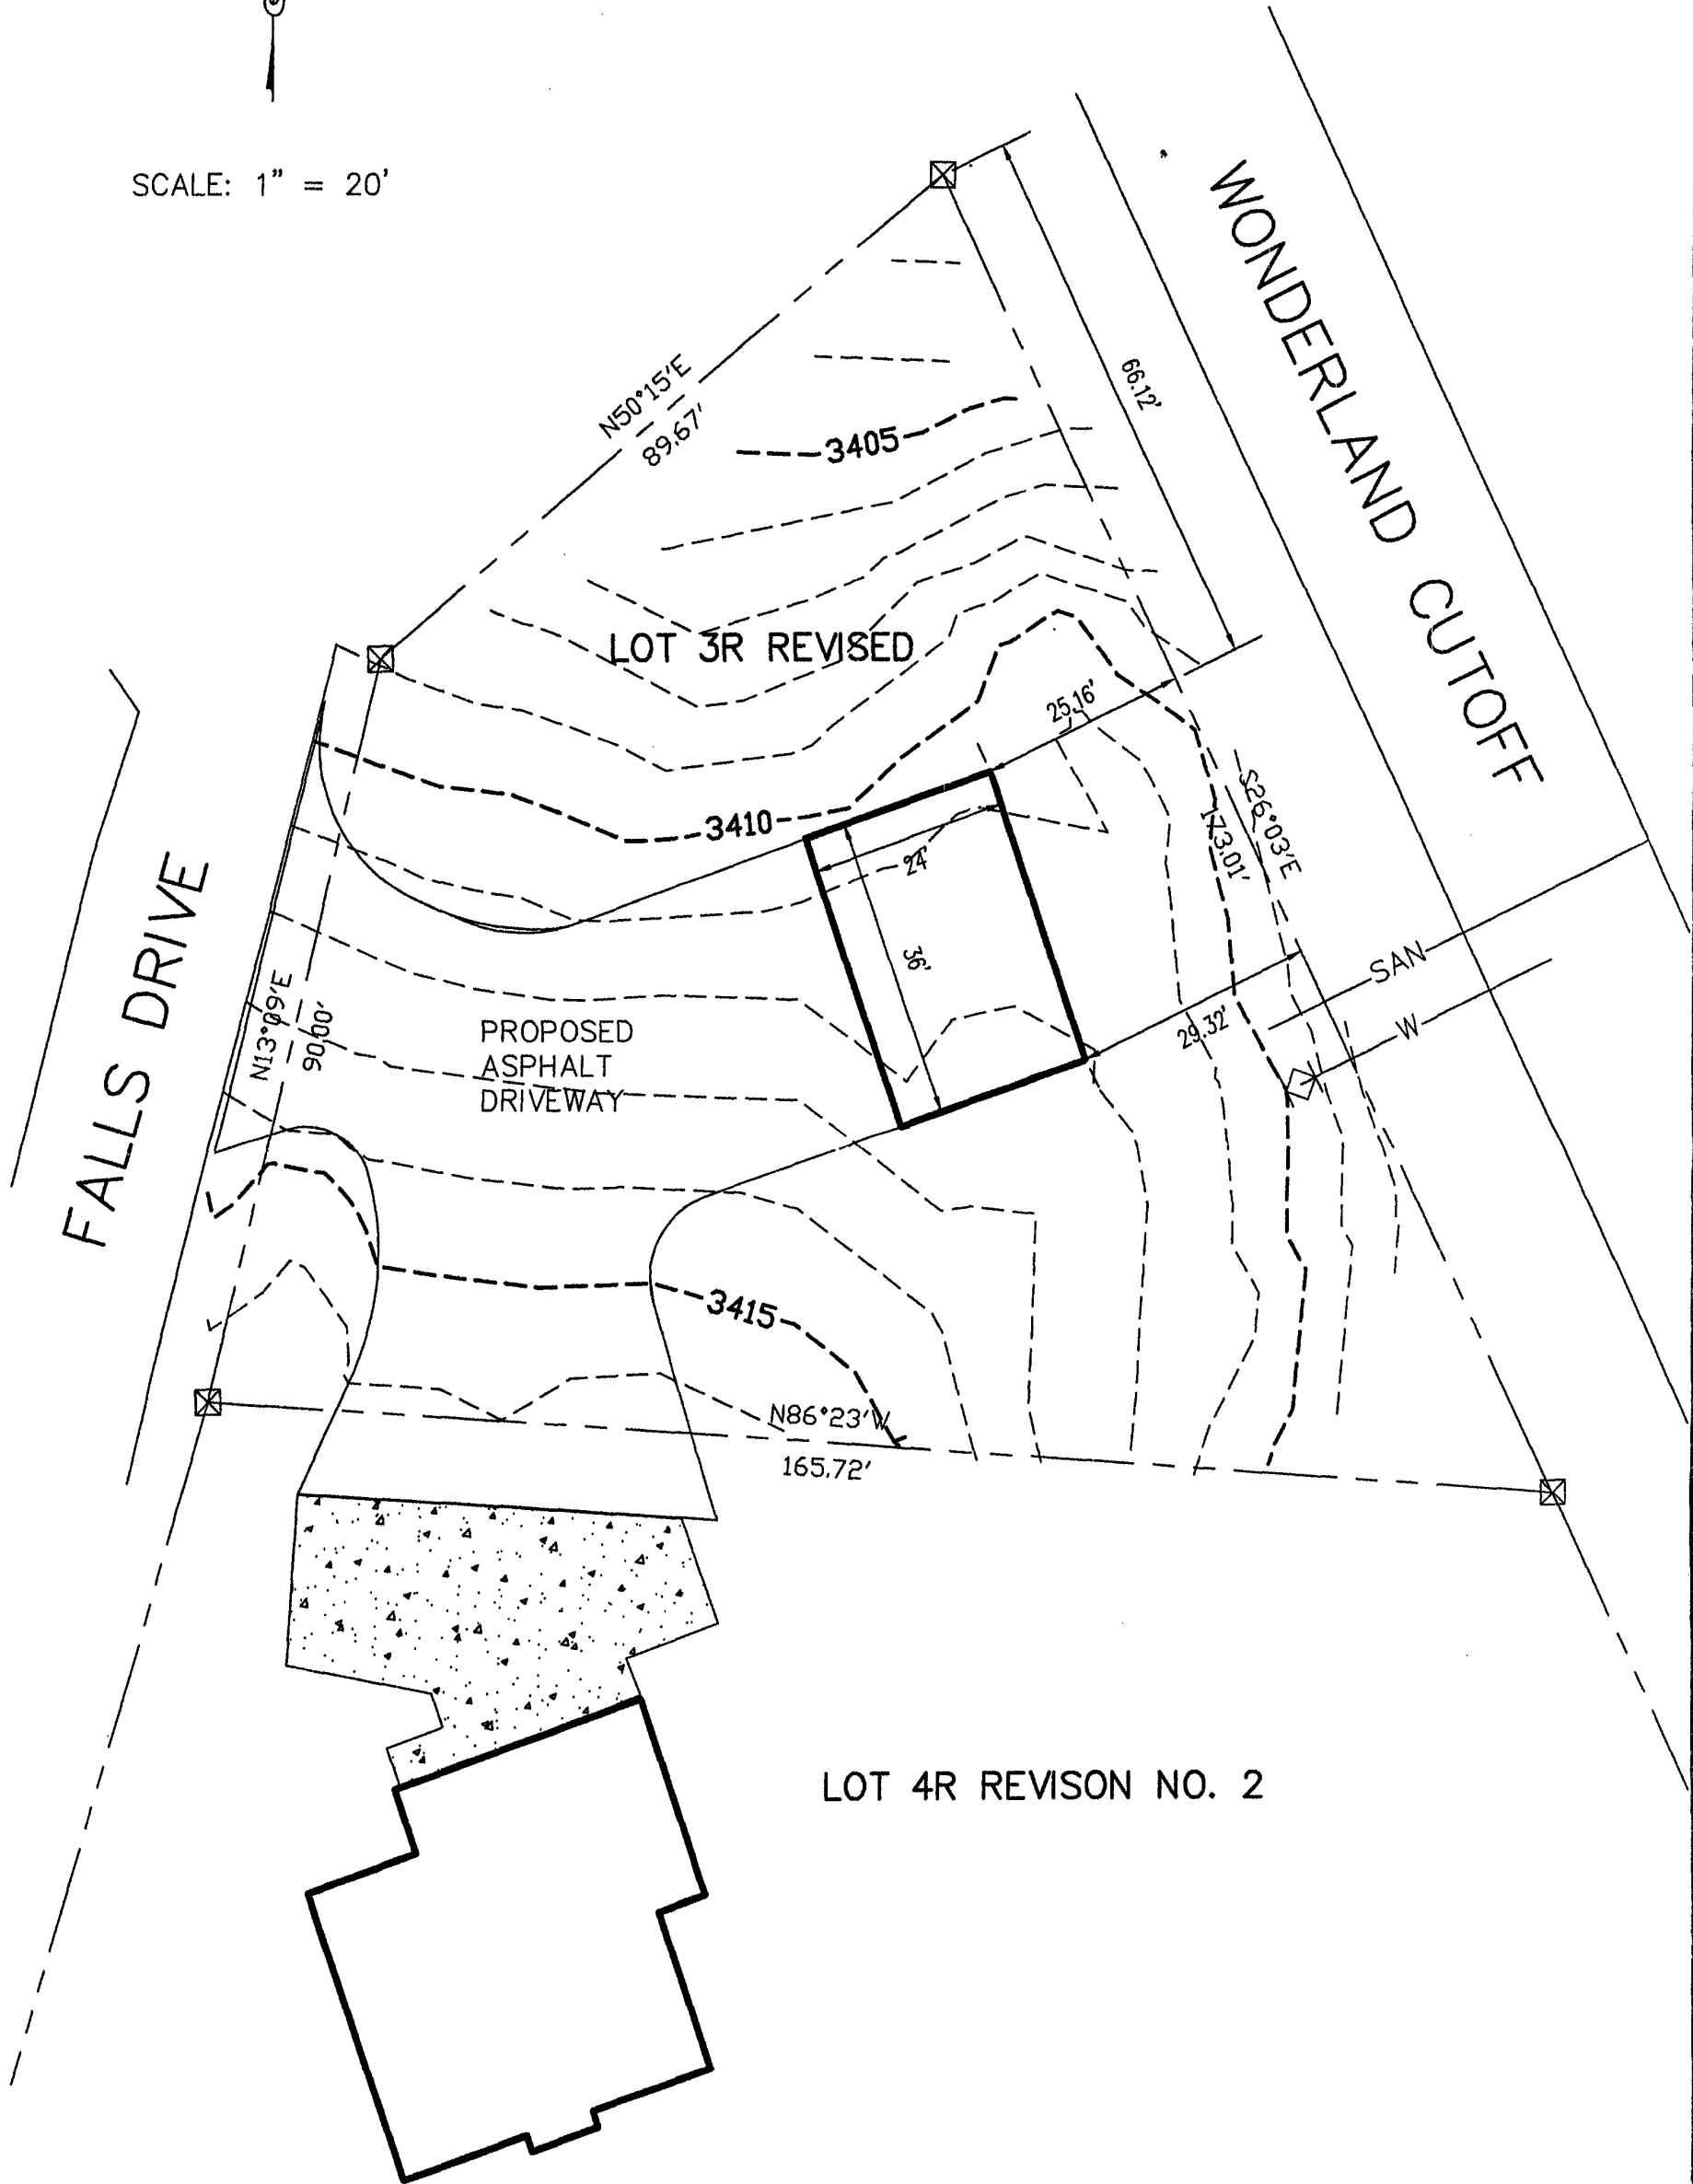 SCALE: 1" = 20'
WONDERLAND CUTOFF
66.12'
N50°15'E
89.67'
3405
LOT 3R REVISED
25.16'
S26°03'E
173.01'
3410
24'
36'
FALLS DRIVE
N13°09'E
90.00'
SAN
W
29.32'
PROPOSED
ASPHALT
DRIVEWAY
3415
N86°23'W
165.72'
LOT 4R REVISON NO. 2